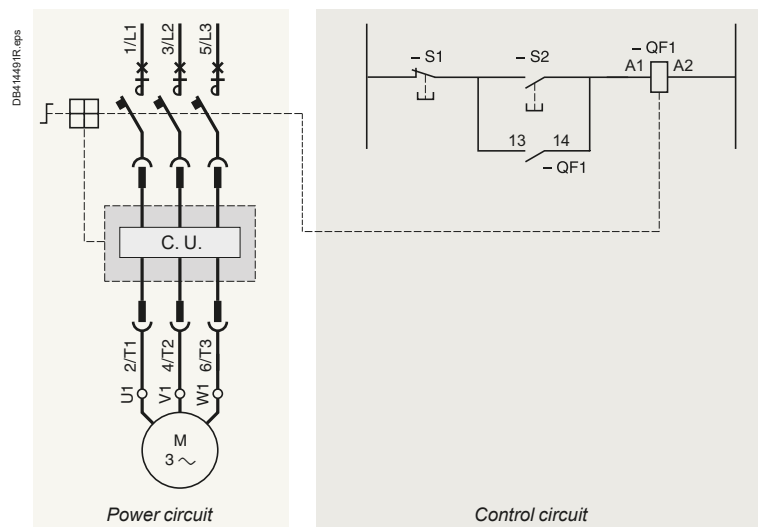 DB414491R.eps
1/L1
3/L2
5/L3
C. U.
2/T1
4/T2
6/T3
U1
V1
W1
M
3 ~
Power circuit
– S1
– S2
– QF1
A1
A2
13
14
– QF1
Control circuit